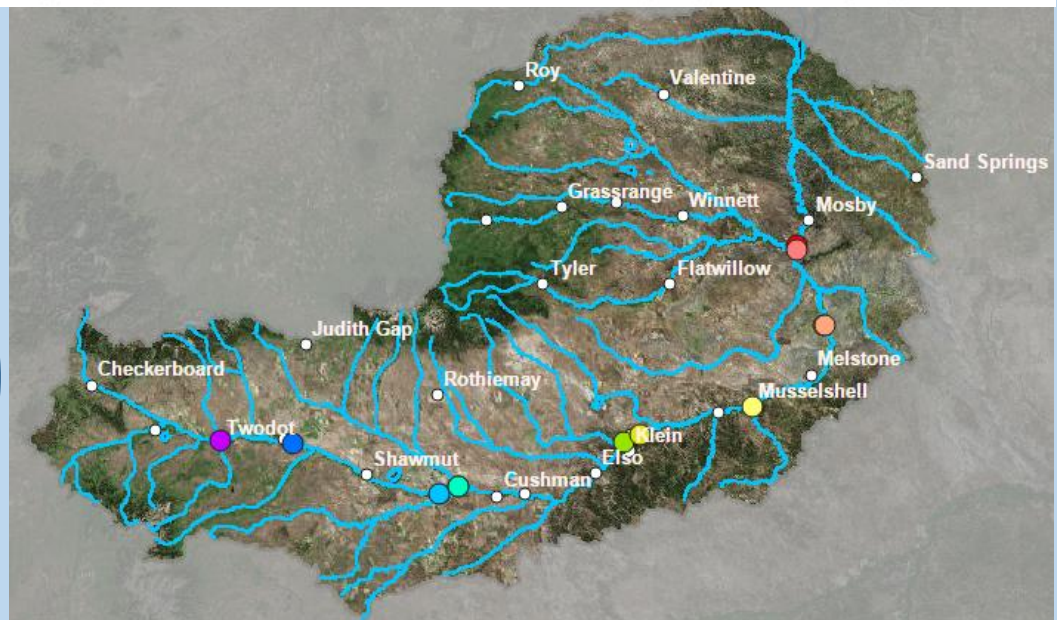 Roy
Valentine
Sand Springs
Grassrange
Winnett
Mosby
Tyler
Flatwillow
Judith Gap
Checkerboard
Rothiemay
Melstone
Musselshell
Twodot
Klein
Shawmut
Elso
Cushman